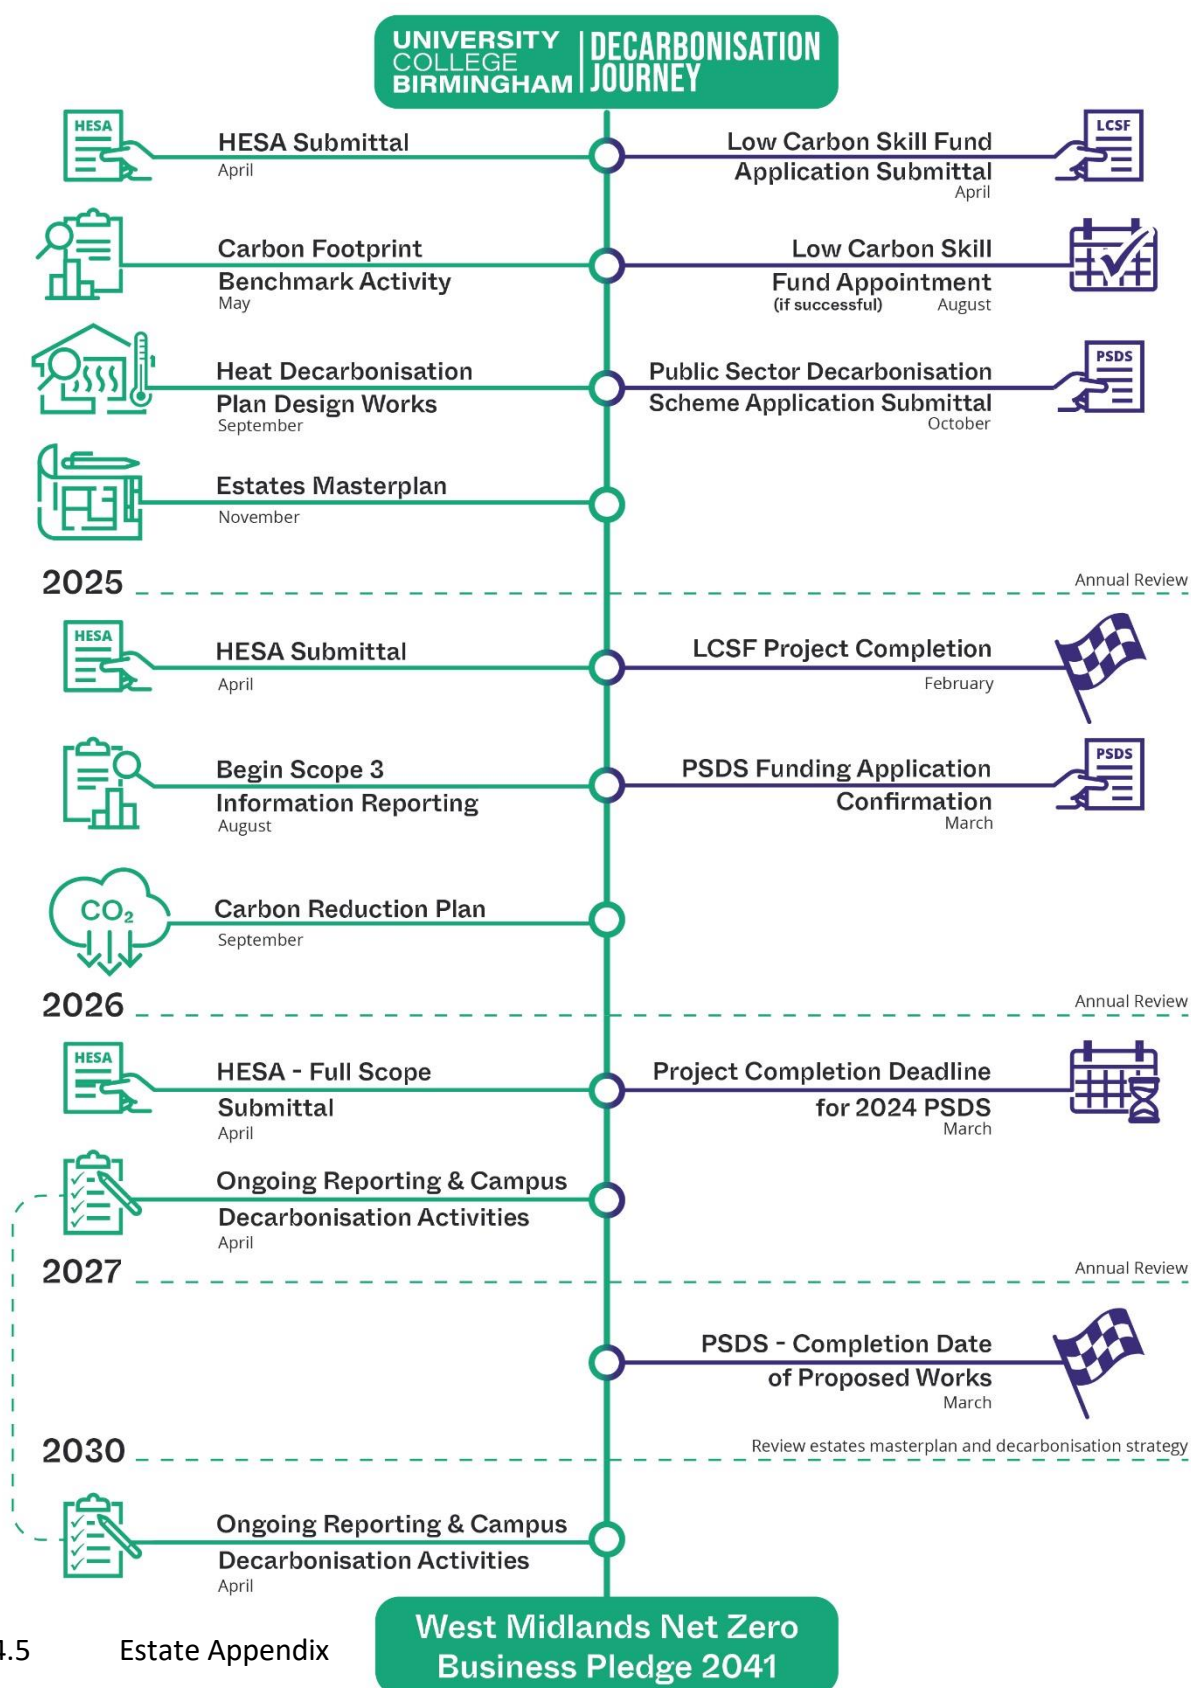 UNIVERSITY
COLLEGE
BIRMINGHAM
DECARBONISATION
JOURNEY
HESA
HESA Submittal
April
Low Carbon Skill Fund
Application Submittal
April
LCSF
Carbon Footprint
Benchmark Activity
May
Low Carbon Skill
Fund Appointment
(if successful) August
Heat Decarbonisation
Plan Design Works
September
Public Sector Decarbonisation
Scheme Application Submittal
October
PSDS
Estates Masterplan
November
2025
Annual Review
HESA
HESA Submittal
April
LCSF Project Completion
February
Begin Scope 3
Information Reporting
August
PSDS Funding Application
Confirmation
March
PSDS
CO₂
Carbon Reduction Plan
September
2026
Annual Review
HESA
HESA - Full Scope
Submittal
April
Project Completion Deadline
for 2024 PSDS
March
Ongoing Reporting & Campus
Decarbonisation Activities
April
2027
Annual Review
PSDS - Completion Date
of Proposed Works
March
2030
Review estates masterplan and decarbonisation strategy
Ongoing Reporting & Campus
Decarbonisation Activities
April
4.5 Estate Appendix
West Midlands Net Zero
Business Pledge 2041